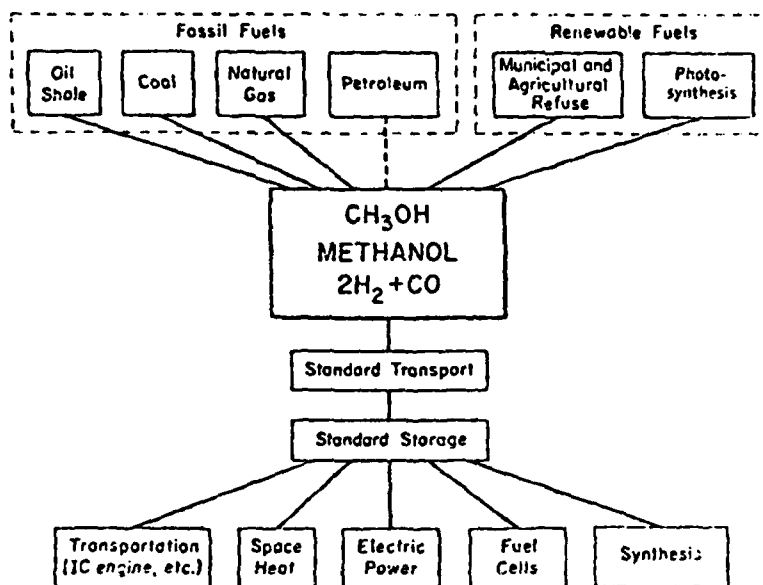 Fossil Fuels
Renewable Fuels
Oil
Shale
Coal
Natural
Gas
Petroleum
Municipal and
Agricultural
Refuse
Photo-
synthesis
CH₃OH
METHANOL
2H₂+CO
Standard Transport
Standard Storage
Transportation
(IC engine, etc.)
Space
Heat
Electric
Power
Fuel
Cells
Synthesis